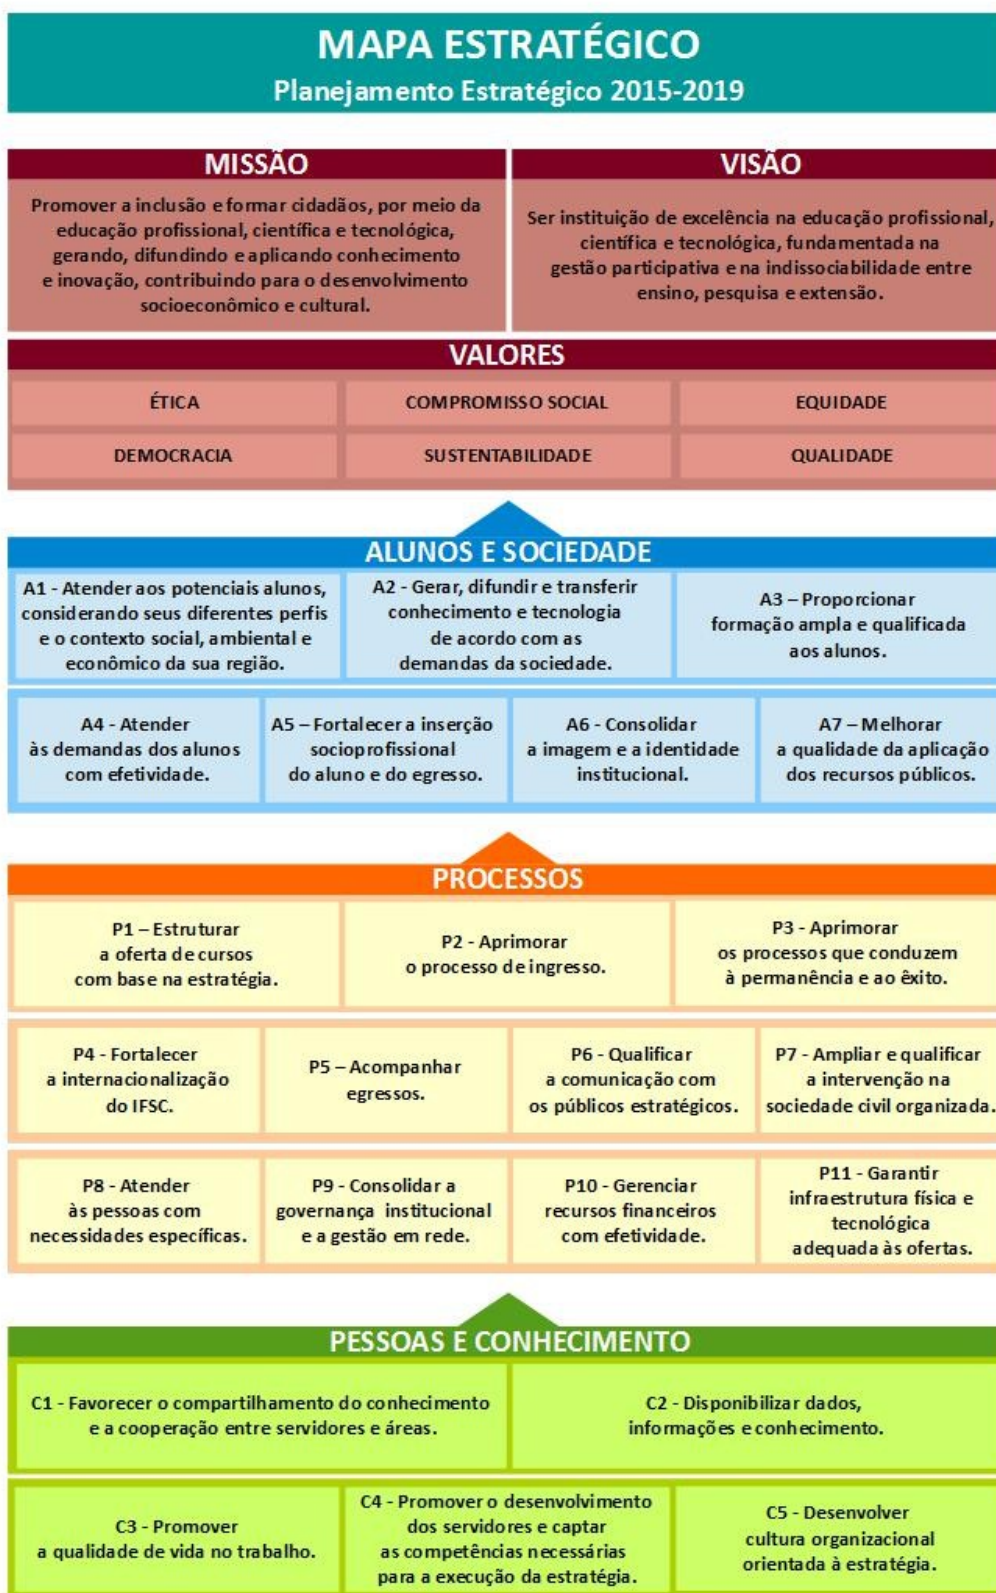 MAPA ESTRATÉGICO
Planejamento Estratégico 2015-2019
MISSÃO
Promover a inclusão e formar cidadãos, por meio da
educação profissional, científica e tecnológica,
gerando, difundindo e aplicando conhecimento
e inovação, contribuindo para o desenvolvimento
socioeconômico e cultural.
VISÃO
Ser instituição de excelência na educação profissional,
científica e tecnológica, fundamentada na
gestão participativa e na indissociabilidade entre
ensino, pesquisa e extensão.
VALORES
ÉTICA
COMPROMISSO SOCIAL
EQUIDADE
DEMOCRACIA
SUSTENTABILIDADE
QUALIDADE
ALUNOS E SOCIEDADE
A1 - Atender aos potenciais alunos,
considerando seus diferentes perfis
e o contexto social, ambiental e
econômico da sua região.
A2 - Gerar, difundir e transferir
conhecimento e tecnologia
de acordo com as
demandas da sociedade.
A3 – Proporcionar
formação ampla e qualificada
aos alunos.
A4 - Atender
às demandas dos alunos
com efetividade.
A5 – Fortalecer a inserção
socioprofissional
do aluno e do egresso.
A6 - Consolidar
a imagem e a identidade
institucional.
A7 – Melhorar
a qualidade da aplicação
dos recursos públicos.
PROCESSOS
P1 – Estruturar
a oferta de cursos
com base na estratégia.
P2 - Aprimorar
o processo de ingresso.
P3 - Aprimorar
os processos que conduzem
à permanência e ao êxito.
P4 - Fortalecer
a internacionalização
do IFSC.
P5 – Acompanhar
egressos.
P6 - Qualificar
a comunicação com
os públicos estratégicos.
P7 - Ampliar e qualificar
a intervenção na
sociedade civil organizada.
P8 - Atender
às pessoas com
necessidades específicas.
P9 - Consolidar a
governança institucional
e a gestão em rede.
P10 - Gerenciar
recursos financeiros
com efetividade.
P11 - Garantir
infraestrutura física e
tecnológica
adequada às ofertas.
PESSOAS E CONHECIMENTO
C1 - Favorecer o compartilhamento do conhecimento
e a cooperação entre servidores e áreas.
C2 - Disponibilizar dados,
informações e conhecimento.
C3 - Promover
a qualidade de vida no trabalho.
C4 - Promover o desenvolvimento
dos servidores e captar
as competências necessárias
para a execução da estratégia.
C5 - Desenvolver
cultura organizacional
orientada à estratégia.